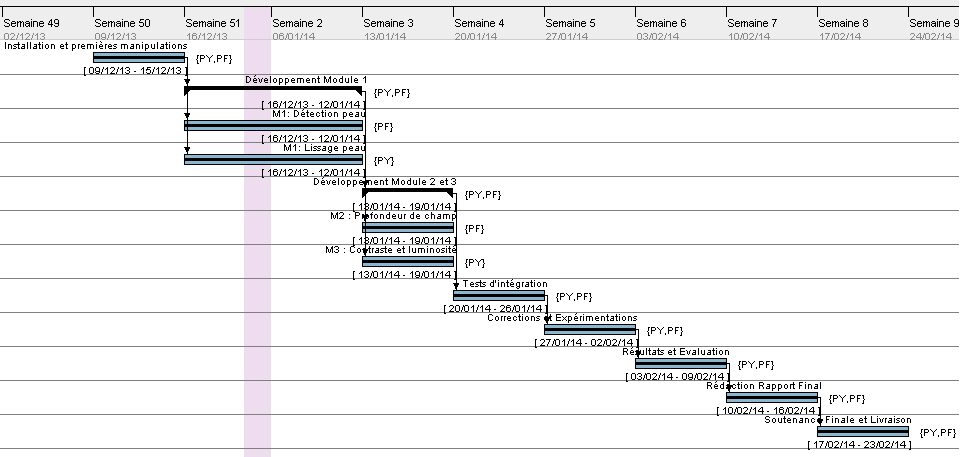 Semaine 49 Semaine 50 Semaine 51 Semaine 2 Semaine 3 Semaine 4 Semaine 5 Semaine 6 Semaine 7 Semaine 8 Semaine 9
02/12/13 09/12/13 16/12/13 06/01/14 13/01/14 20/01/14 27/01/14 03/02/14 10/02/14 17/02/14 24/02/14
Installation et premières manipulations
{PY,PF}
[ 09/12/13 - 15/12/13 ]
Développement Module 1
{PY,PF}
[ 16/12/13 - 12/01/14 ]
M1: Détection peau
{PF}
[ 16/12/13 - 12/01/14 ]
M1: Lissage peau
{PY}
[ 16/12/13 - 12/01/14 ]
Développement Module 2 et 3
{PY,PF}
[ 13/01/14 - 19/01/14 ]
M2 : Profondeur de champ
{PF}
[ 13/01/14 - 19/01/14 ]
M3 : Contraste et luminosité
{PY}
[ 13/01/14 - 19/01/14 ]
Tests d'intégration
{PY,PF}
[ 20/01/14 - 26/01/14 ]
Corrections et Expérimentations
{PY,PF}
[ 27/01/14 - 02/02/14 ]
Résultats et Evaluation
{PY,PF}
[ 03/02/14 - 09/02/14 ]
Rédaction Rapport Final
{PY,PF}
[ 10/02/14 - 16/02/14 ]
Soutenance Finale et Livraison
{PY,PF}
[ 17/02/14 - 23/02/14 ]